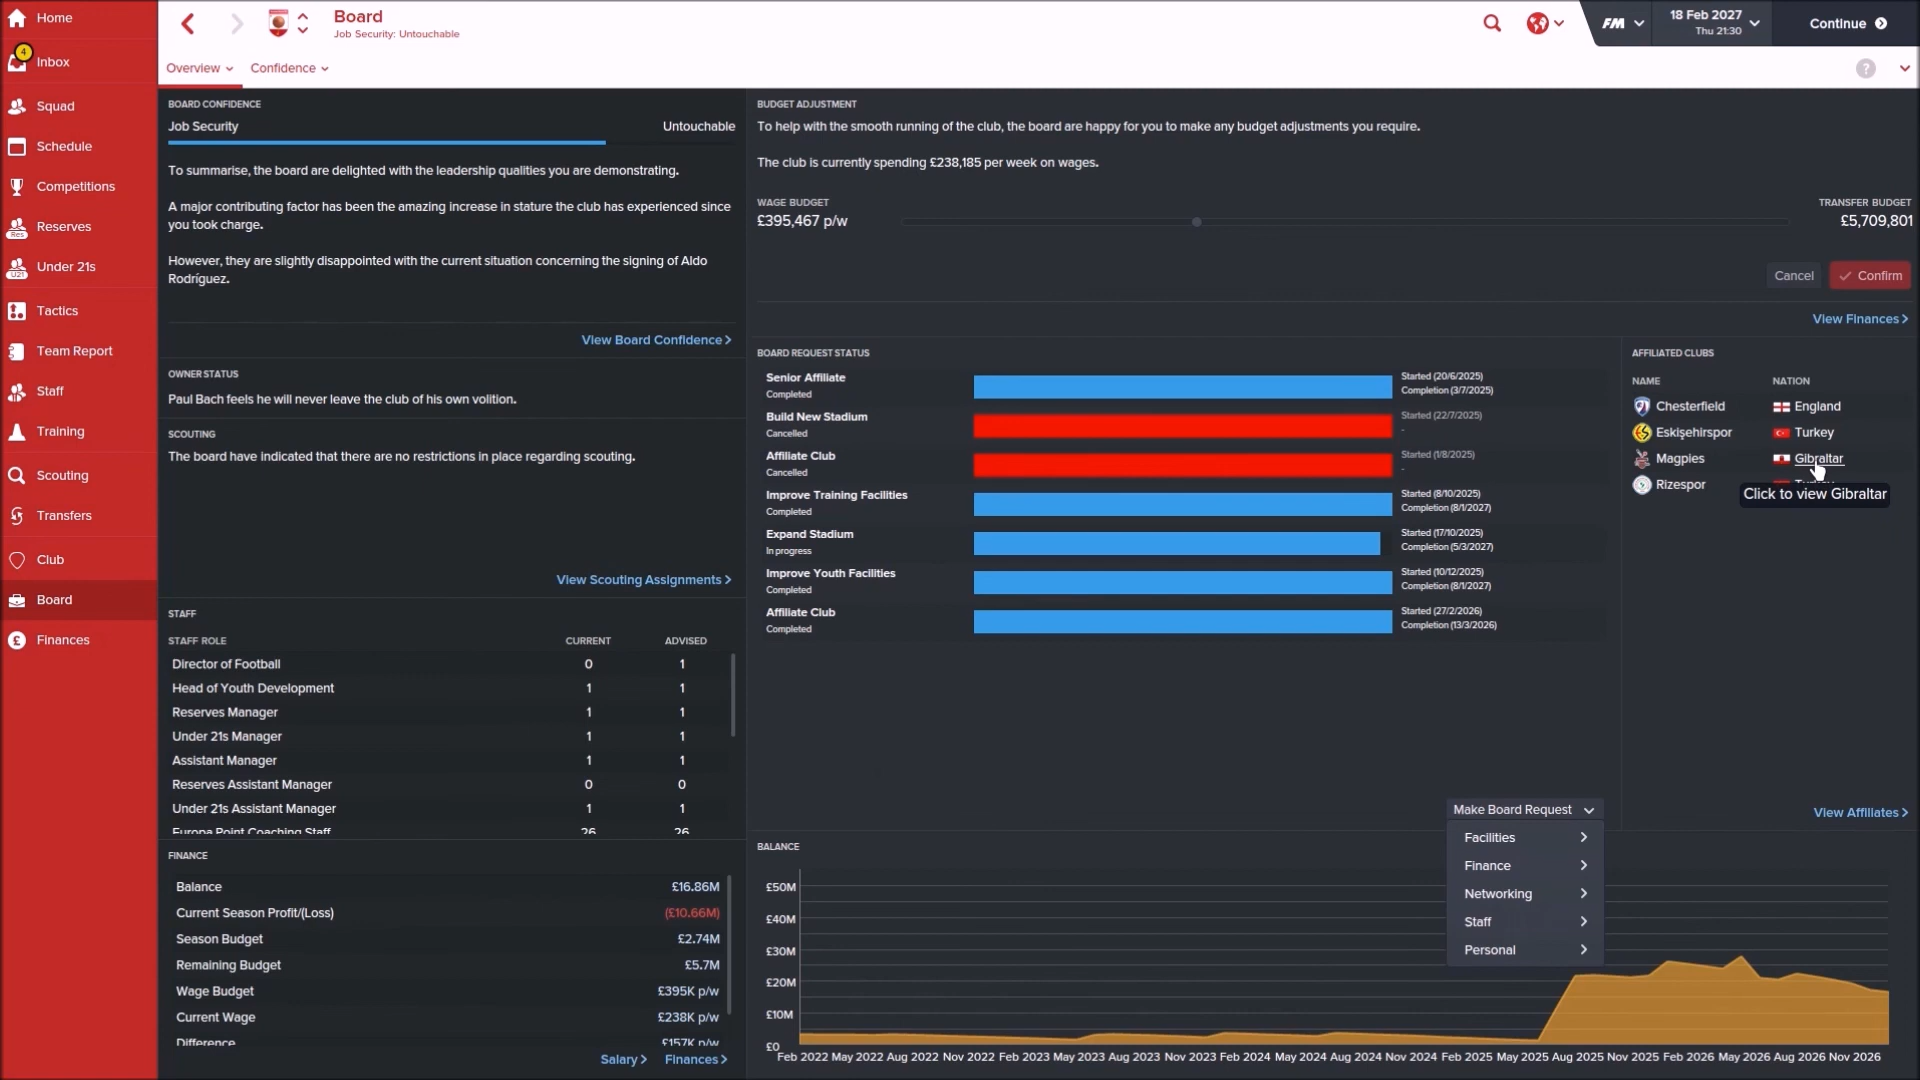 Home
4
Inbox
Squad
Schedule
Competitions
Res
Reserves
U21
Under 21s
Tactics
Team Report
Staff
Training
Scouting
Transfers
Club
Board
£
Finances
Board
Job Security: Untouchable
FM
18 Feb 2027
Thu 21:30
Continue
Overview
Confidence
?
BOARD CONFIDENCE
Job Security
Untouchable
To summarise, the board are delighted with the leadership qualities you are demonstrating.
A major contributing factor has been the amazing increase in stature the club has experienced since
you took charge.
However, they are slightly disappointed with the current situation concerning the signing of Aldo
Rodríguez.
View Board Confidence >
OWNER STATUS
Paul Bach feels he will never leave the club of his own volition.
SCOUTING
The board have indicated that there are no restrictions in place regarding scouting.
View Scouting Assignments >
STAFF
STAFF ROLE CURRENT ADVISED
Director of Football 0 1
Head of Youth Development 1 1
Reserves Manager 1 1
Under 21s Manager 1 1
Assistant Manager 1 1
Reserves Assistant Manager 0 0
Under 21s Assistant Manager 1 1
Europa Point Coaching Staff 26 26
FINANCE
Balance £16.86M
Current Season Profit/(Loss) (£10.66M)
Season Budget £2.74M
Remaining Budget £5.7M
Wage Budget £395K p/w
Current Wage £238K p/w
Difference £157K p/w
Salary > Finances >
BUDGET ADJUSTMENT
To help with the smooth running of the club, the board are happy for you to make any budget adjustments you require.
The club is currently spending £238,185 per week on wages.
WAGE BUDGET
£395,467 p/w
TRANSFER BUDGET
£5,709,801
Cancel
Confirm
View Finances >
BOARD REQUEST STATUS
Senior Affiliate
Completed
Started (20/6/2025)
Completion (3/7/2025)
Build New Stadium
Cancelled
Started (22/7/2025)
-
Affiliate Club
Cancelled
Started (1/8/2025)
-
Improve Training Facilities
Completed
Started (8/10/2025)
Completion (8/1/2027)
Expand Stadium
In progress
Started (17/10/2025)
Completion (5/3/2027)
Improve Youth Facilities
Completed
Started (10/12/2025)
Completion (8/1/2027)
Affiliate Club
Completed
Started (27/2/2026)
Completion (13/3/2026)
AFFILIATED CLUBS
NAME NATION
Chesterfield England
Eskişehirspor Turkey
Magpies Gibraltar
Rizespor Turkey
Click to view Gibraltar
View Affiliates >
Make Board Request
Facilities >
Finance >
Networking >
Staff >
Personal >
BALANCE
£50M
£40M
£30M
£20M
£10M
£0
Feb 2022 May 2022 Aug 2022 Nov 2022 Feb 2023 May 2023 Aug 2023 Nov 2023 Feb 2024 May 2024 Aug 2024 Nov 2024 Feb 2025 May 2025 Aug 2025 Nov 2025 Feb 2026 May 2026 Aug 2026 Nov 2026